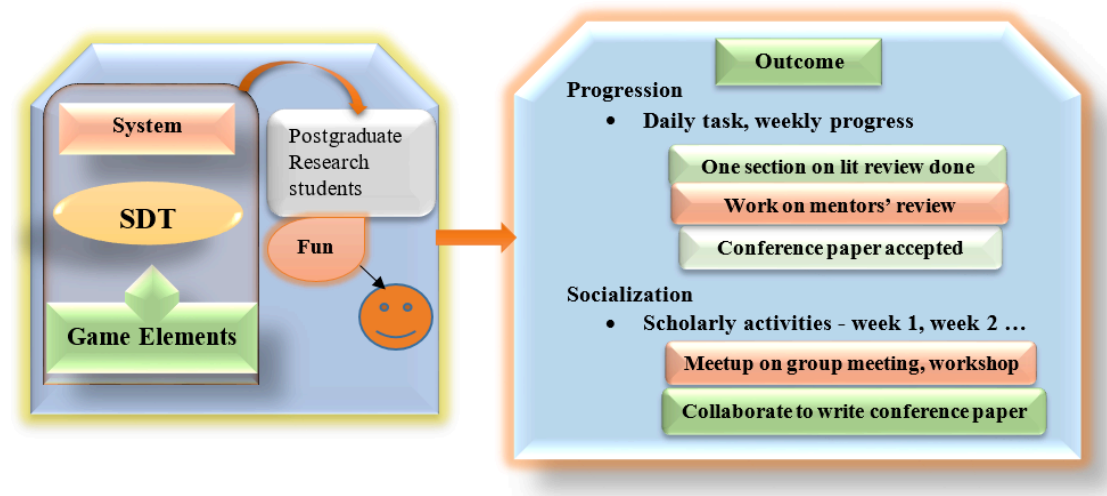 System
SDT
Game Elements
Postgraduate
Research
students
Fun
Outcome
Progression
• Daily task, weekly progress
One section on lit review done
Work on mentors’ review
Conference paper accepted
Socialization
• Scholarly activities - week 1, week 2 …
Meetup on group meeting, workshop
Collaborate to write conference paper